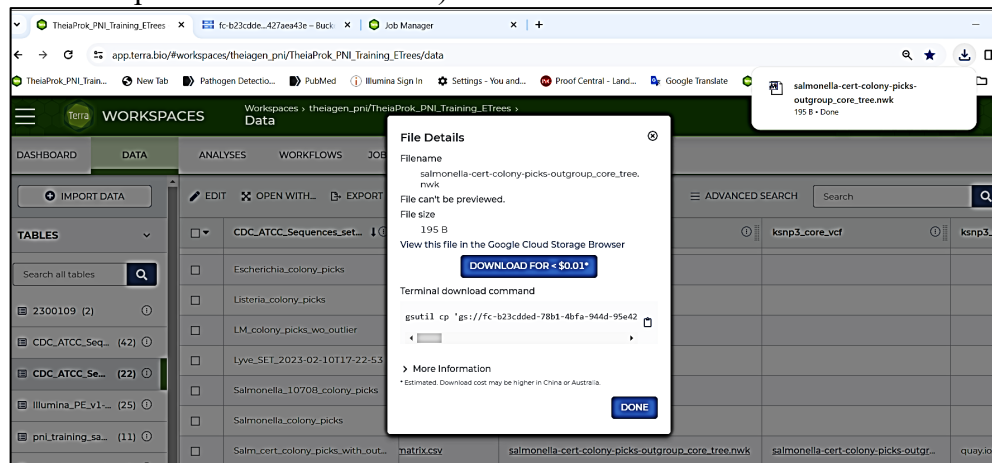 TheiaProk_PNI_Training_ETrees
fc-b23cdde...427aea43e – Buck
Job Manager
app.terra.bio/#workspaces/theiagen_pni/TheiaProk_PNI_Training_ETrees/data
TheiaProk_PNI_Train...
New Tab
Pathogen Detectio...
PubMed
Illumina Sign In
Settings - You and...
Proof Central - Land...
Google Translate
salmonella-cert-colony-picks-
outgroup_core_tree.nwk
195 B • Done
Terra
WORKSPACES
Workspaces › theiagen_pni/TheiaProk_PNI_Training_ETrees ›
Data
DASHBOARD
DATA
ANALYSES
WORKFLOWS
JOB
IMPORT DATA
EDIT
OPEN WITH...
EXPORT
ADVANCED SEARCH
Search
TABLES
Search all tables
2300109 (2)
CDC_ATCC_Seq... (42)
CDC_ATCC_Se... (22)
Illumina_PE_v1-... (25)
pni_training_sa... (11)
CDC_ATCC_Sequences_set...
ksnp3_core_vcf
ksnp3_
Escherichia_colony_picks
Listeria_colony_picks
LM_colony_picks_wo_outlier
Lyve_SET_2023-02-10T17-22-53
Salmonella_10708_colony_picks
Salmonella_colony_picks
Salm_cert_colony_picks_with_out...
matrix.csv
salmonella-cert-colony-picks-outgroup_core_tree.nwk
salmonella-cert-colony-picks-outgr...
quay.io
File Details
Filename
salmonella-cert-colony-picks-outgroup_core_tree.
nwk
File can't be previewed.
File size
195 B
View this file in the Google Cloud Storage Browser
DOWNLOAD FOR < $0.01*
Terminal download command
gsutil cp 'gs://fc-b23cdded-78b1-4bfa-944d-95e42
More Information
* Estimated. Download cost may be higher in China or Australia.
DONE